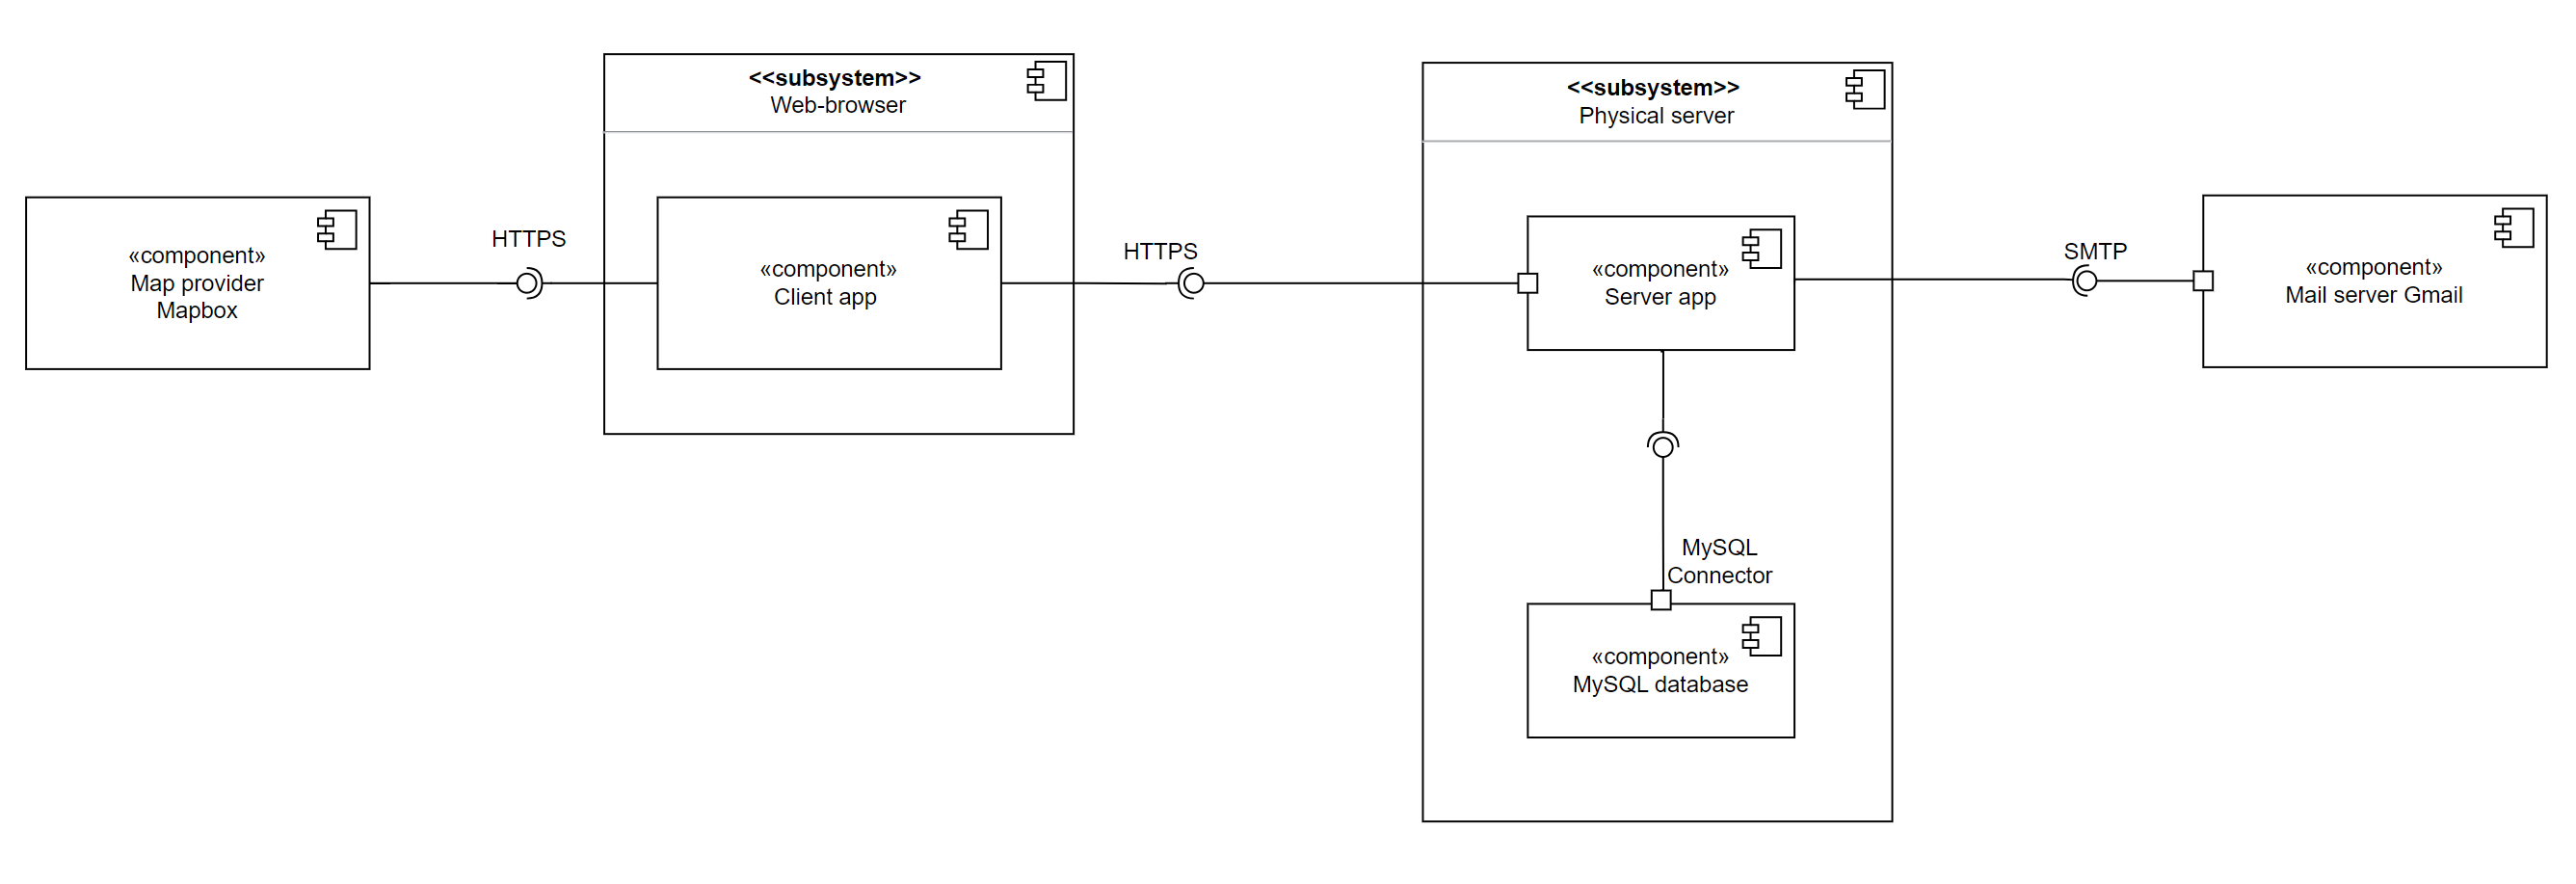 «component»
Map provider
Mapbox
HTTPS
<<subsystem>>
Web-browser
«component»
Client app
HTTPS
<<subsystem>>
Physical server
«component»
Server app
MySQL
Connector
«component»
MySQL database
SMTP
«component»
Mail server Gmail